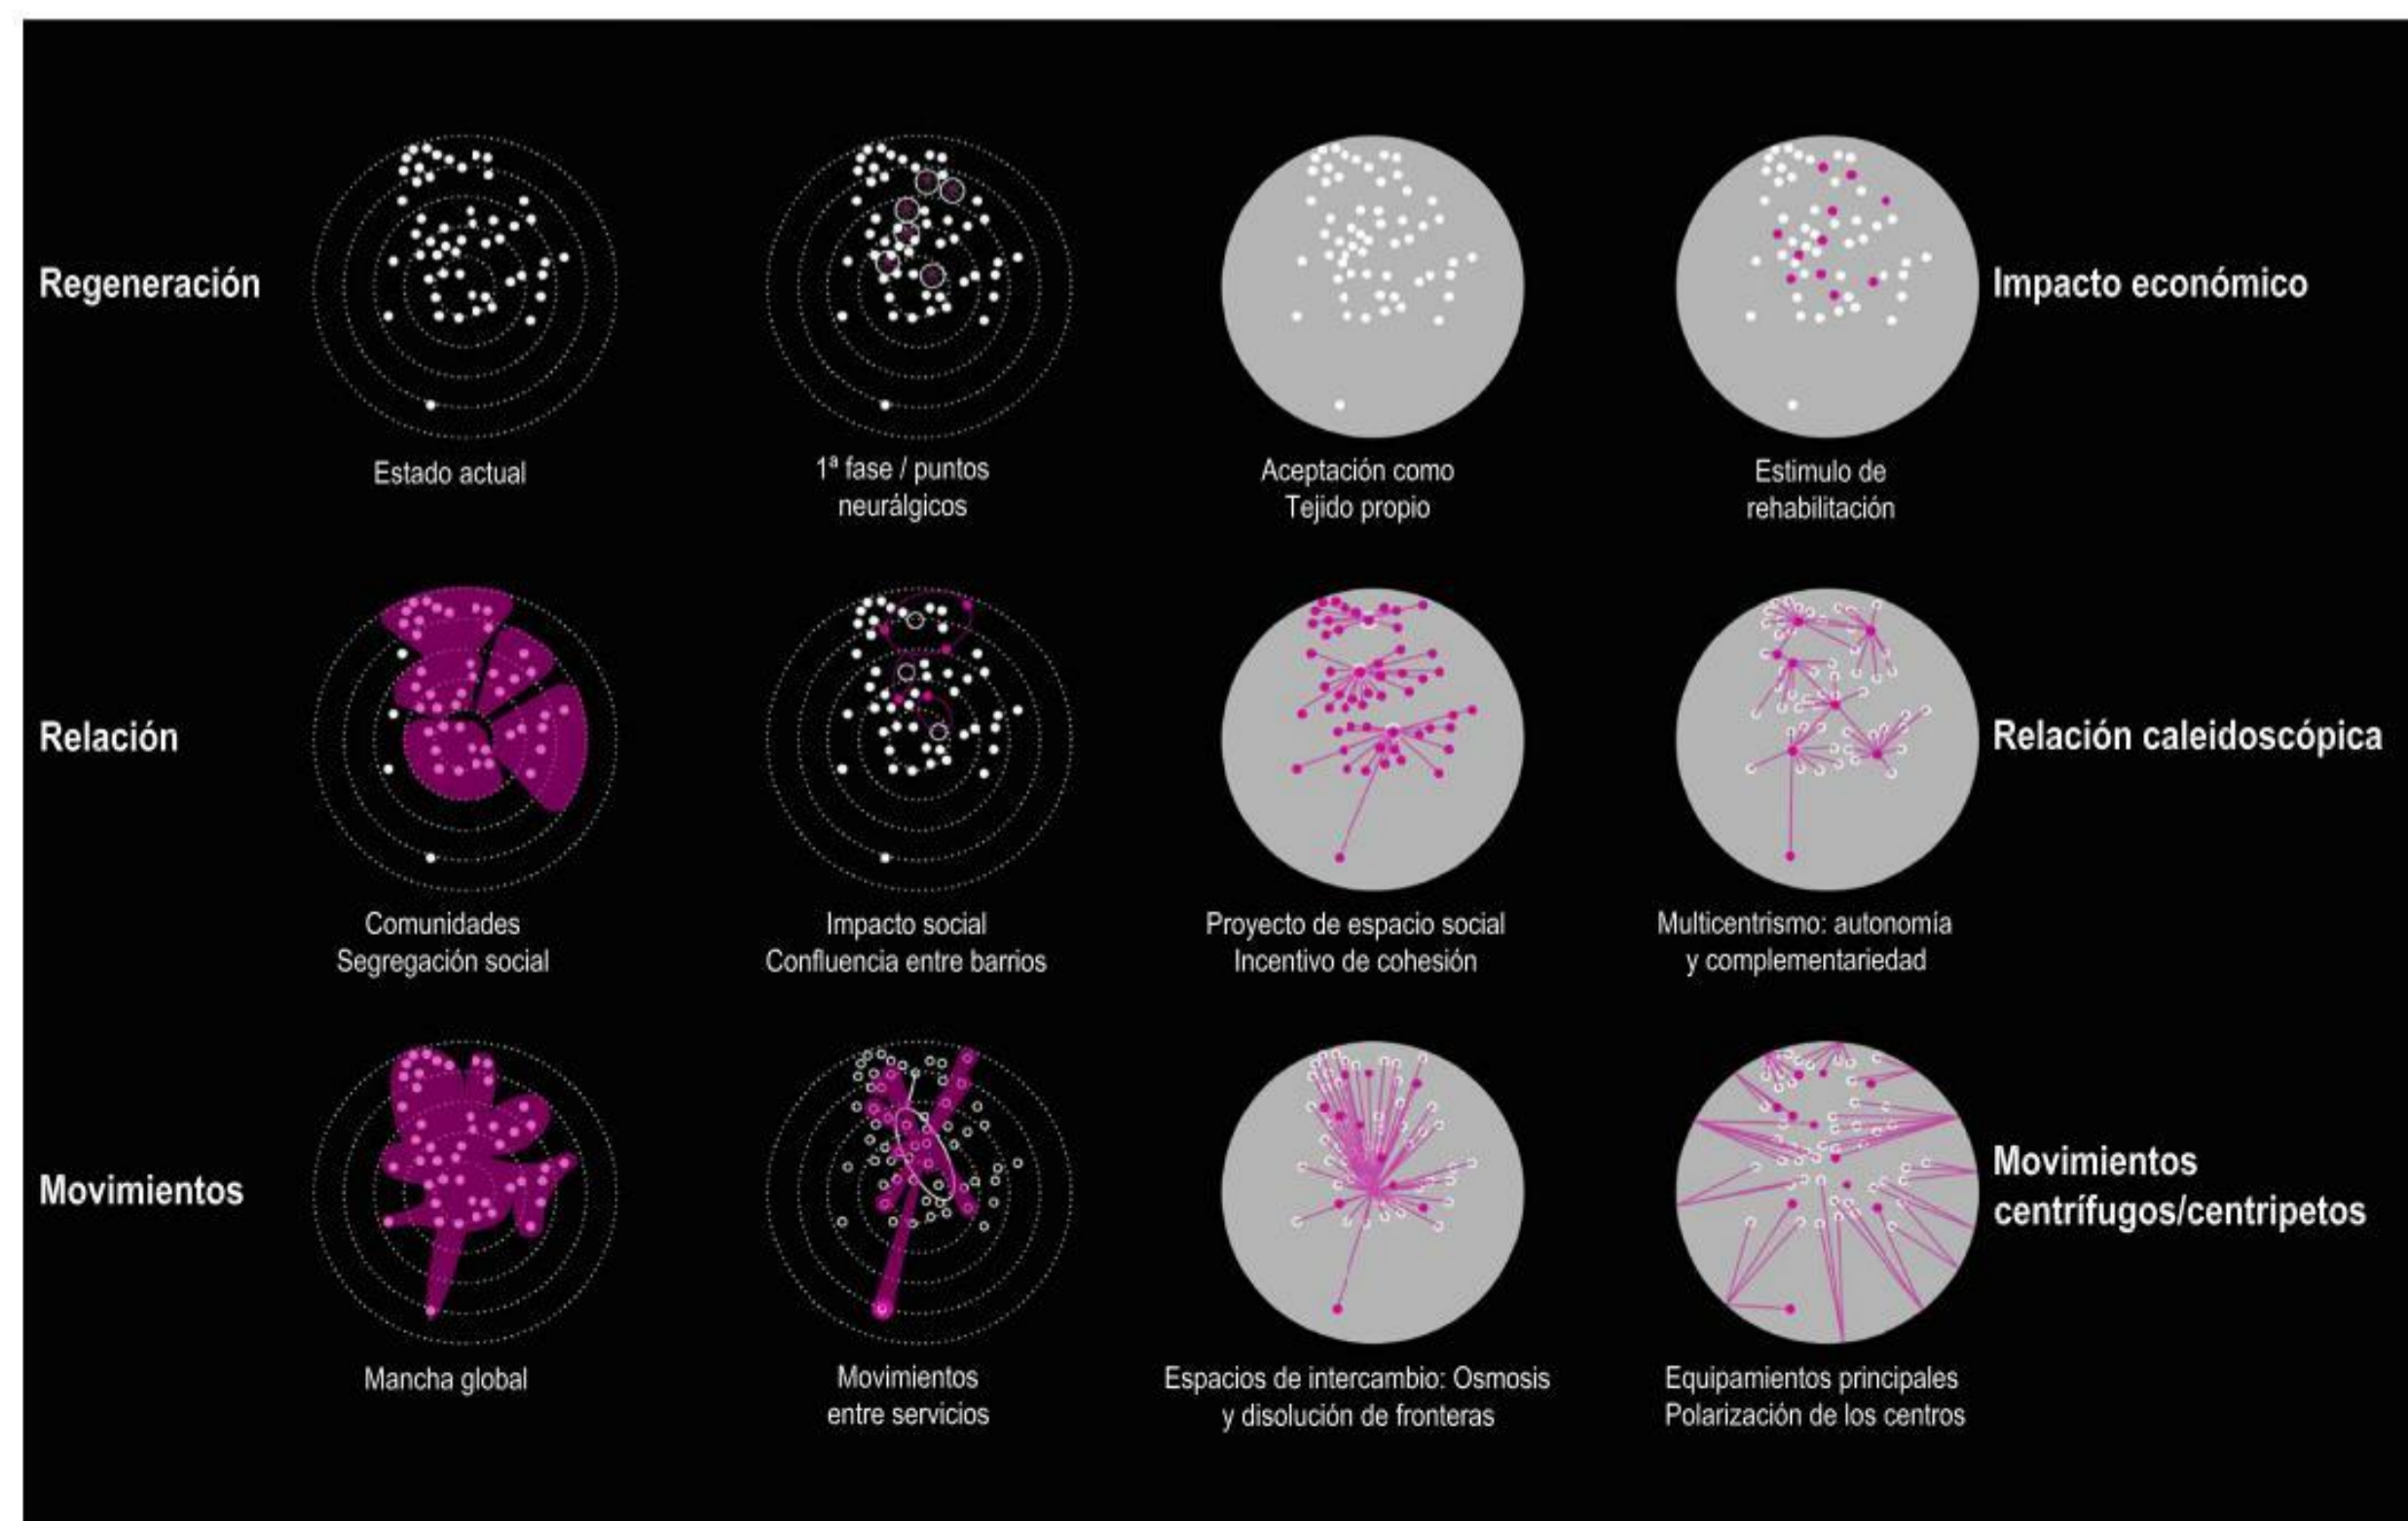 Regeneración
Estado actual
1ª fase / puntos
neurálgicos
Aceptación como
Tejido propio
Estimulo de
rehabilitación
Impacto económico
Relación
Comunidades
Segregación social
Impacto social
Confluencia entre barrios
Proyecto de espacio social
Incentivo de cohesión
Multicentrismo: autonomía
y complementariedad
Relación caleidoscópica
Movimientos
Mancha global
Movimientos
entre servicios
Espacios de intercambio: Osmosis
y disolución de fronteras
Equipamientos principales
Polarización de los centros
Movimientos
centrífugos/centripetos